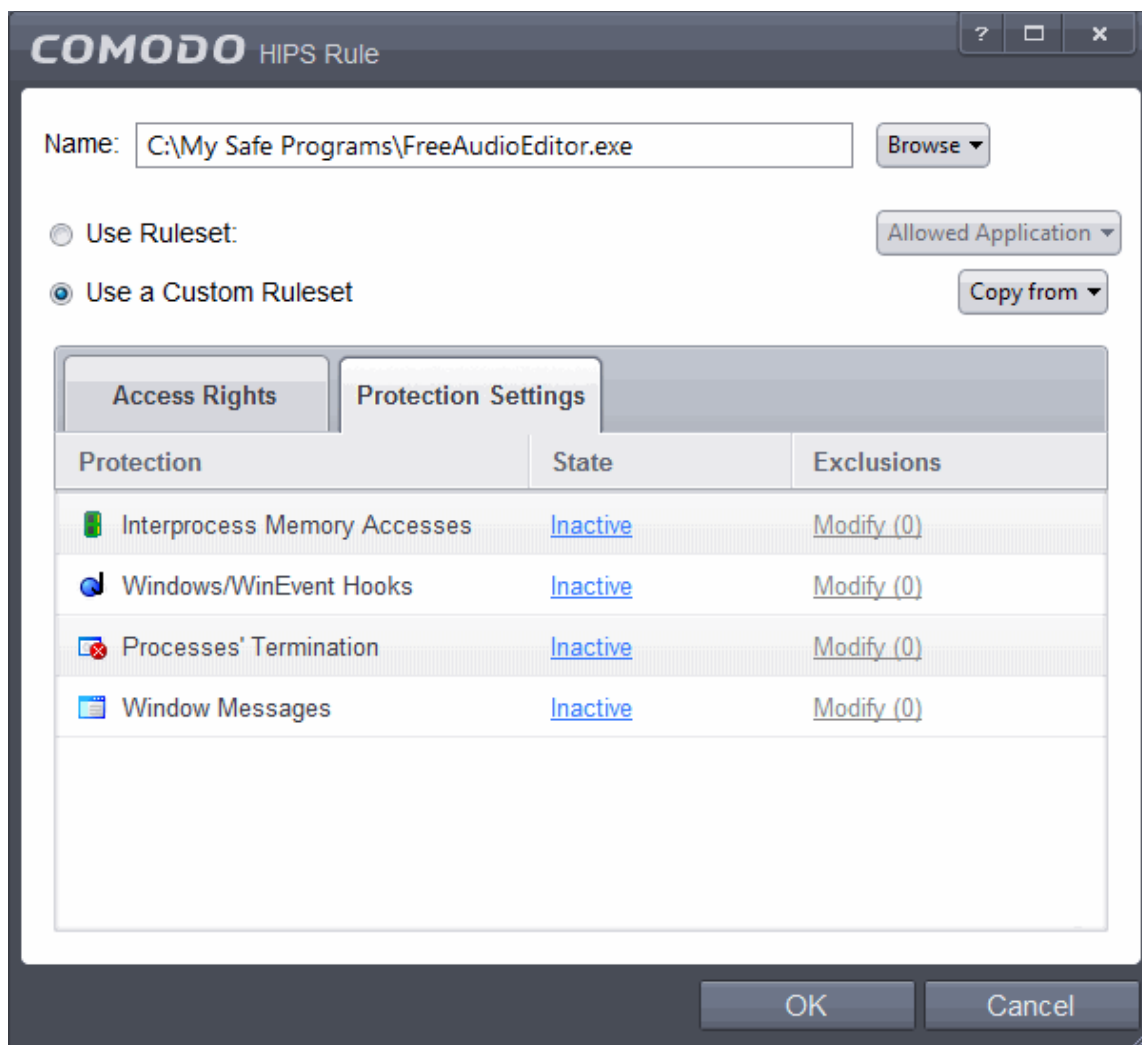 COMODO HIPS Rule
?
Name: C:\My Safe Programs\FreeAudioEditor.exe Browse
Use Ruleset: Allowed Application
Use a Custom Ruleset Copy from
Access Rights Protection Settings
Protection State Exclusions
Interprocess Memory Accesses Inactive Modify (0)
Windows/WinEvent Hooks Inactive Modify (0)
Processes' Termination Inactive Modify (0)
Window Messages Inactive Modify (0)
OK Cancel